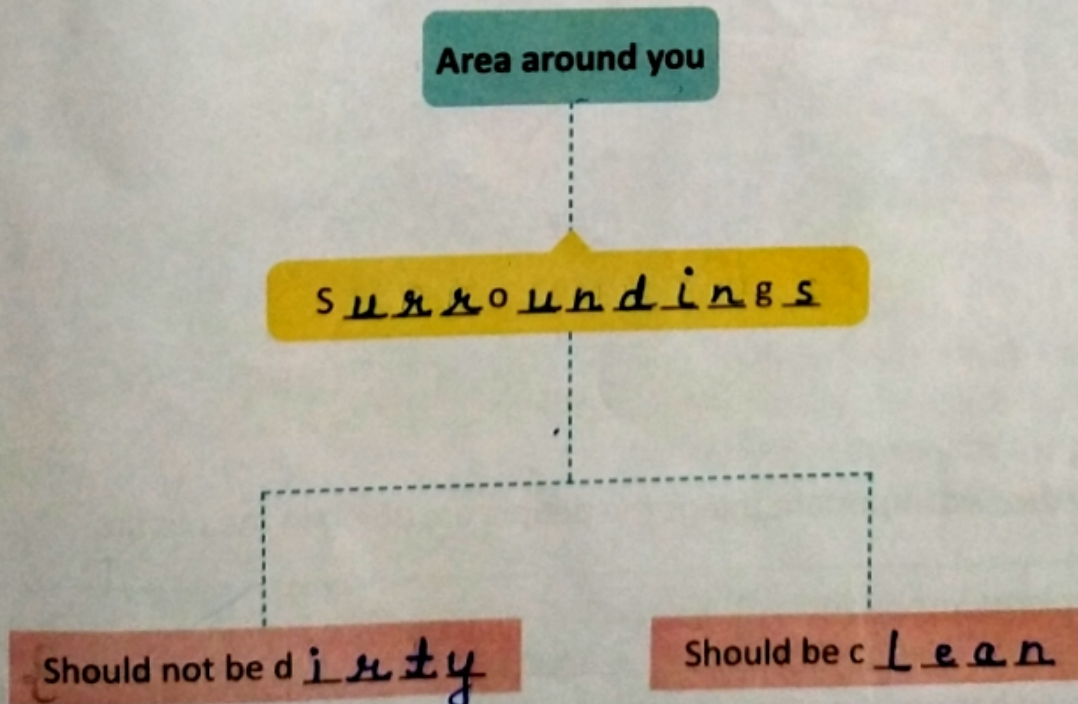 Area around you
Surroundings
Should not be dirty
Should be clean